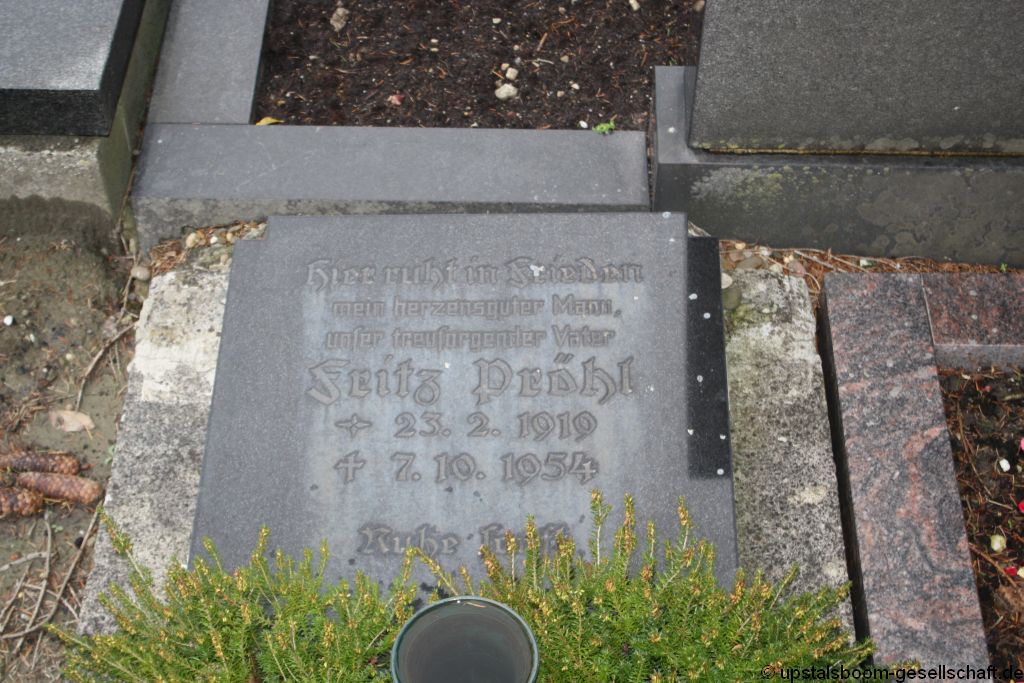 Hier ruht in Frieden
mein herzensguter Mann,
unser treusorgender Vater
Fritz Pröhl
23. 2. 1919
✝ 7. 10. 1954
Ruhe sanft
© upstalsboom-gesellschaft.de